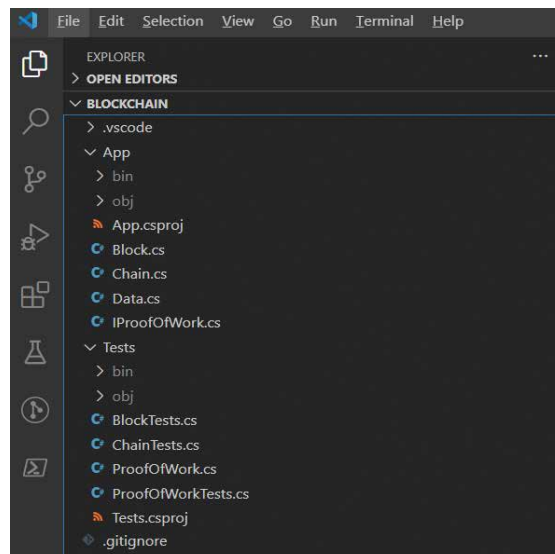 File Edit Selection View Go Run Terminal Help
EXPLORER ...
> OPEN EDITORS
BLOCKCHAIN
> .vscode
App
> bin
> obj
App.csproj
C# Block.cs
C# Chain.cs
C# Data.cs
C# IProofOfWork.cs
Tests
> bin
> obj
C# BlockTests.cs
C# ChainTests.cs
C# ProofOfWork.cs
C# ProofOfWorkTests.cs
Tests.csproj
.gitignore